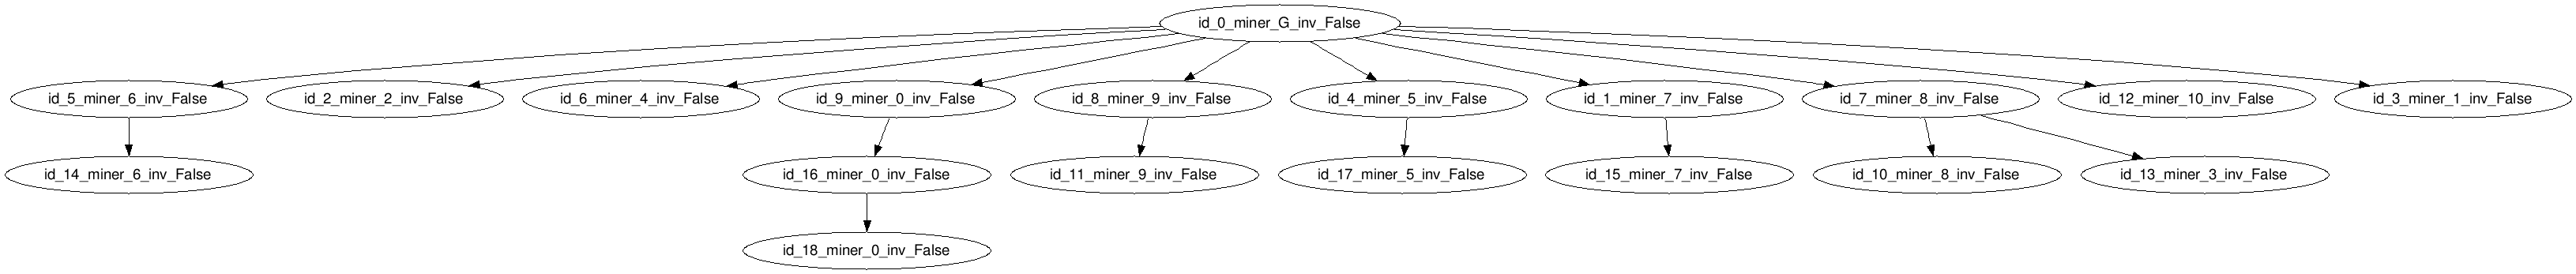 id_0_miner_G_inv_False
id_5_miner_6_inv_False
id_2_miner_2_inv_False
id_6_miner_4_inv_False
id_9_miner_0_inv_False
id_8_miner_9_inv_False
id_4_miner_5_inv_False
id_1_miner_7_inv_False
id_7_miner_8_inv_False
id_12_miner_10_inv_False
id_3_miner_1_inv_False
id_14_miner_6_inv_False
id_16_miner_0_inv_False
id_11_miner_9_inv_False
id_17_miner_5_inv_False
id_15_miner_7_inv_False
id_10_miner_8_inv_False
id_13_miner_3_inv_False
id_18_miner_0_inv_False